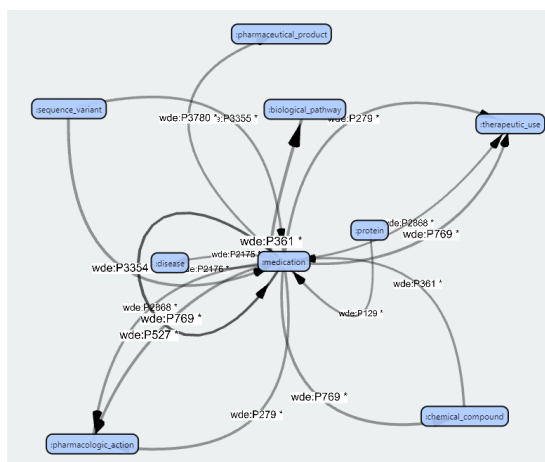 :pharmaceutical_product
:sequence_variant
:biological_pathway
wde:P3780 *
e:P3355 *
wde:P279 *
:therapeutic_use
:protein
wde:P2868 *
wde:P769 *
wde:P361 *
wde:P2175 *
:disease
:medication
wde:P2176 *
wde:P3354
wde:P361 *
wde:P2868 *
wde:P769 *
wde:P527 *
wde:P129 *
wde:P769 *
wde:P279 *
:chemical_compound
:pharmacologic_action